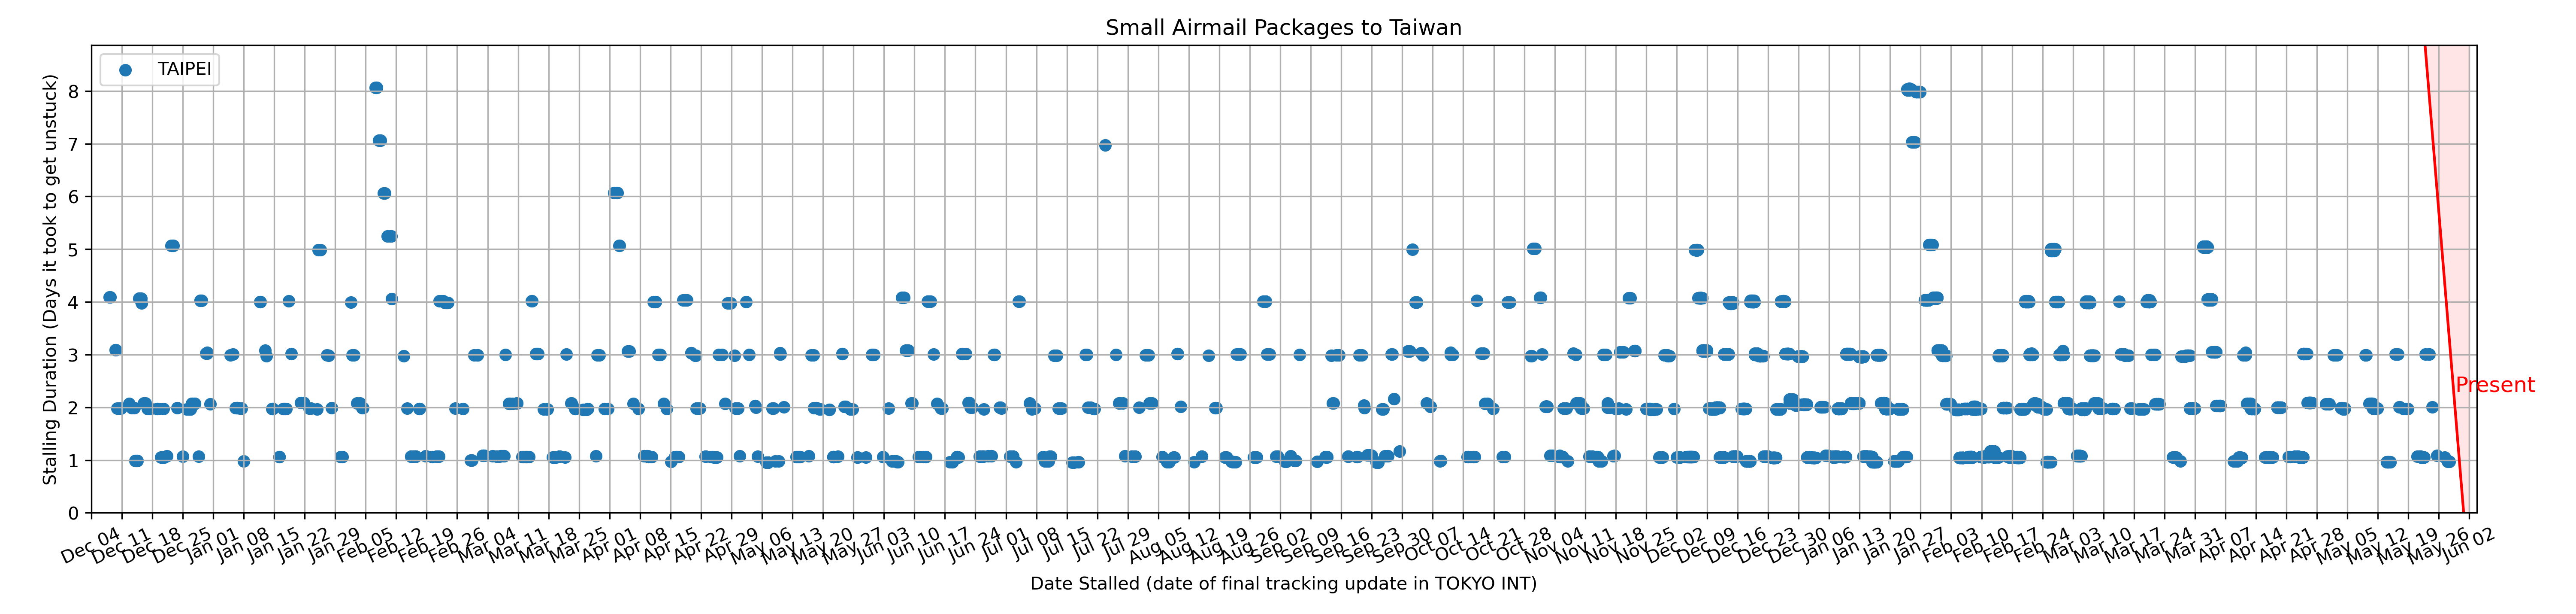 Small Airmail Packages to Taiwan
TAIPEI
Stalling Duration (Days it took to get unstuck)
8
7
6
5
4
3
2
1
0
Present
Dec 04 Dec 11 Dec 18 Dec 25 Jan 01 Jan 08 Jan 15 Jan 22 Jan 29 Feb 05 Feb 12 Feb 19 Feb 26 Mar 04 Mar 11 Mar 18 Mar 25 Apr 01 Apr 08 Apr 15 Apr 22 Apr 29 May 06 May 13 May 20 May 27 Jun 03 Jun 10 Jun 17 Jun 24 Jul 01 Jul 08 Jul 15 Jul 22 Jul 29 Aug 05 Aug 12 Aug 19 Aug 26 Sep 02 Sep 09 Sep 16 Sep 23 Sep 30 Oct 07 Oct 14 Oct 21 Oct 28 Nov 04 Nov 11 Nov 18 Nov 25 Dec 02 Dec 09 Dec 16 Dec 23 Dec 30 Jan 06 Jan 13 Jan 20 Jan 27 Feb 03 Feb 10 Feb 17 Feb 24 Mar 03 Mar 10 Mar 17 Mar 24 Mar 31 Apr 07 Apr 14 Apr 21 Apr 28 May 05 May 12 May 19 May 26 Jun 02
Date Stalled (date of final tracking update in TOKYO INT)